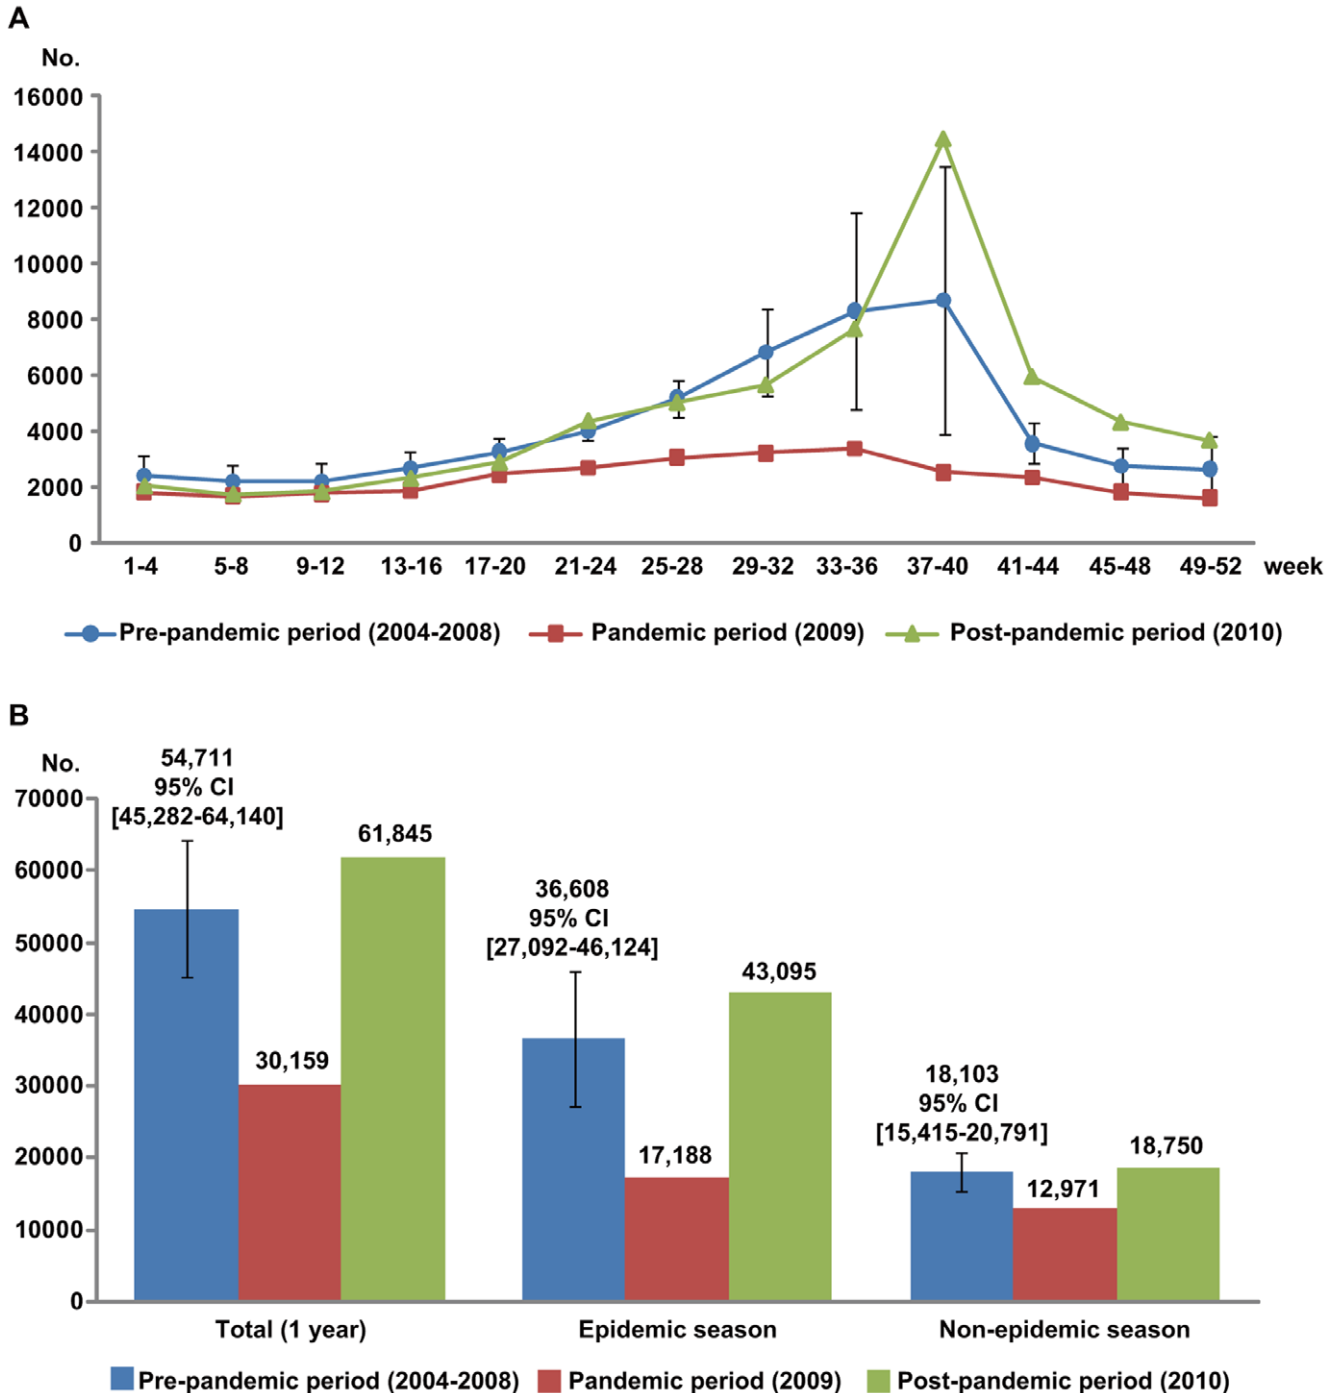 A
No.
16000
14000
12000
10000
8000
6000
4000
2000
0
1-4 5-8 9-12 13-16 17-20 21-24 25-28 29-32 33-36 37-40 41-44 45-48 49-52 week
Pre-pandemic period (2004-2008) Pandemic period (2009) Post-pandemic period (2010)
B
No.
54,711
95% CI
[45,282-64,140]
61,845
30,159
36,608
95% CI
[27,092-46,124]
43,095
17,188
18,103
95% CI
[15,415-20,791]
18,750
12,971
70000
60000
50000
40000
30000
20000
10000
0
Total (1 year) Epidemic season Non-epidemic season
Pre-pandemic period (2004-2008) Pandemic period (2009) Post-pandemic period (2010)